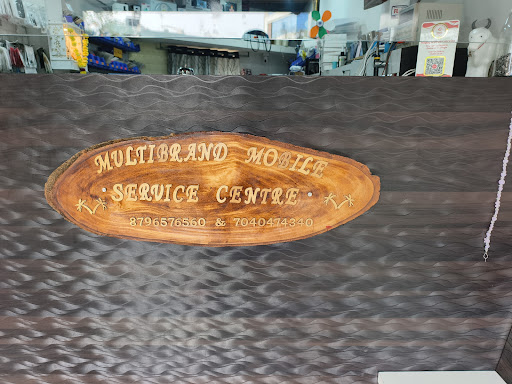 MULTIBRAND MOBILE
SERVICE CENTRE
8796576560 & 7040474340